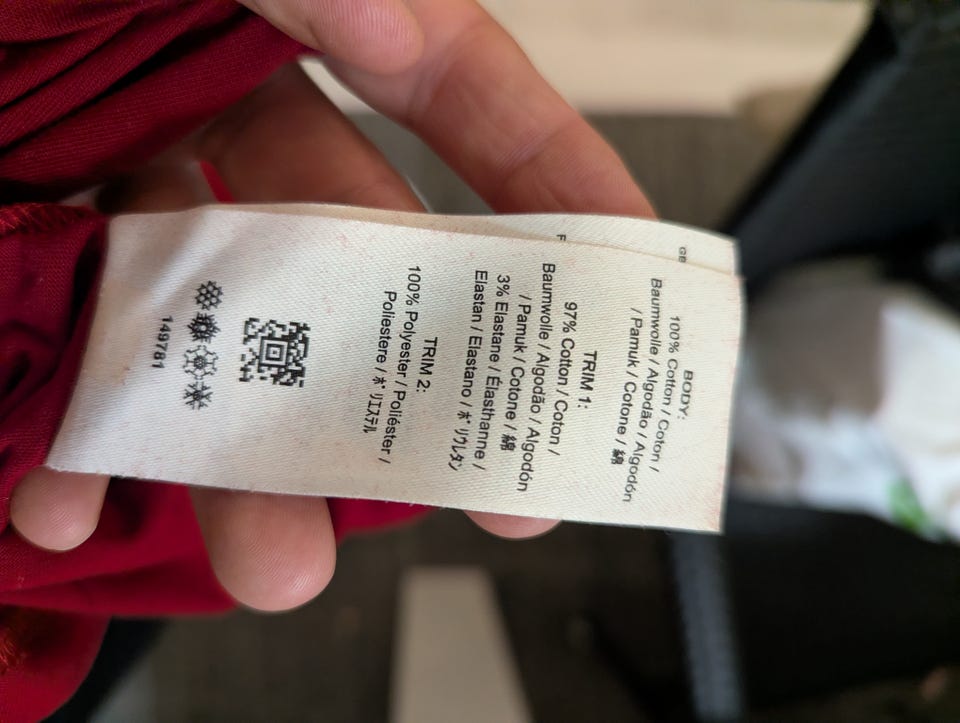 BODY:
100% Cotton / Coton /
Baumwolle / Algodão / Algodón
/ Pamuk / Cotone / 綿
TRIM 1:
97% Cotton / Coton /
Baumwolle / Algodão / Algodón
/ Pamuk / Cotone / 綿
3% Elastane / Élasthanne /
Elastan / Elastano / ポリウレタン
TRIM 2:
100% Polyester / Poliéster /
Poliestere / ポリエステル
149781
GB
F